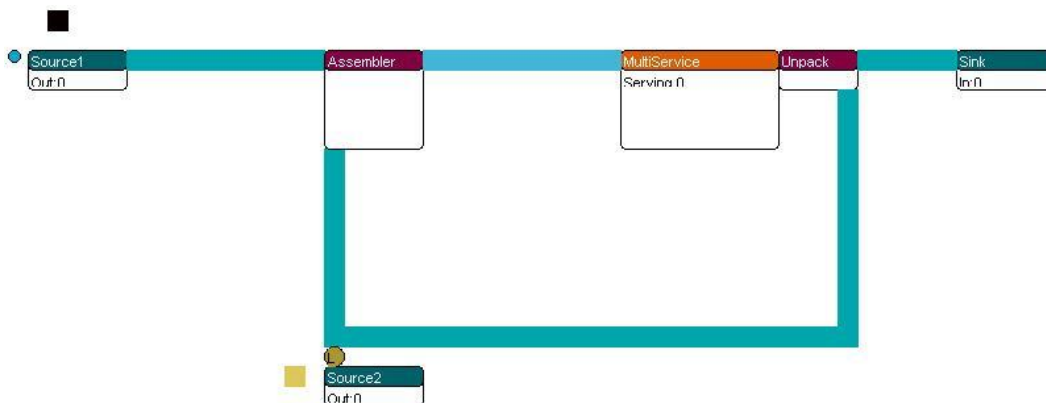 Source1
Out:0
Assembler
MultiService
Serving 0
Unpack
Sink
In:0
L
Source2
Out:0